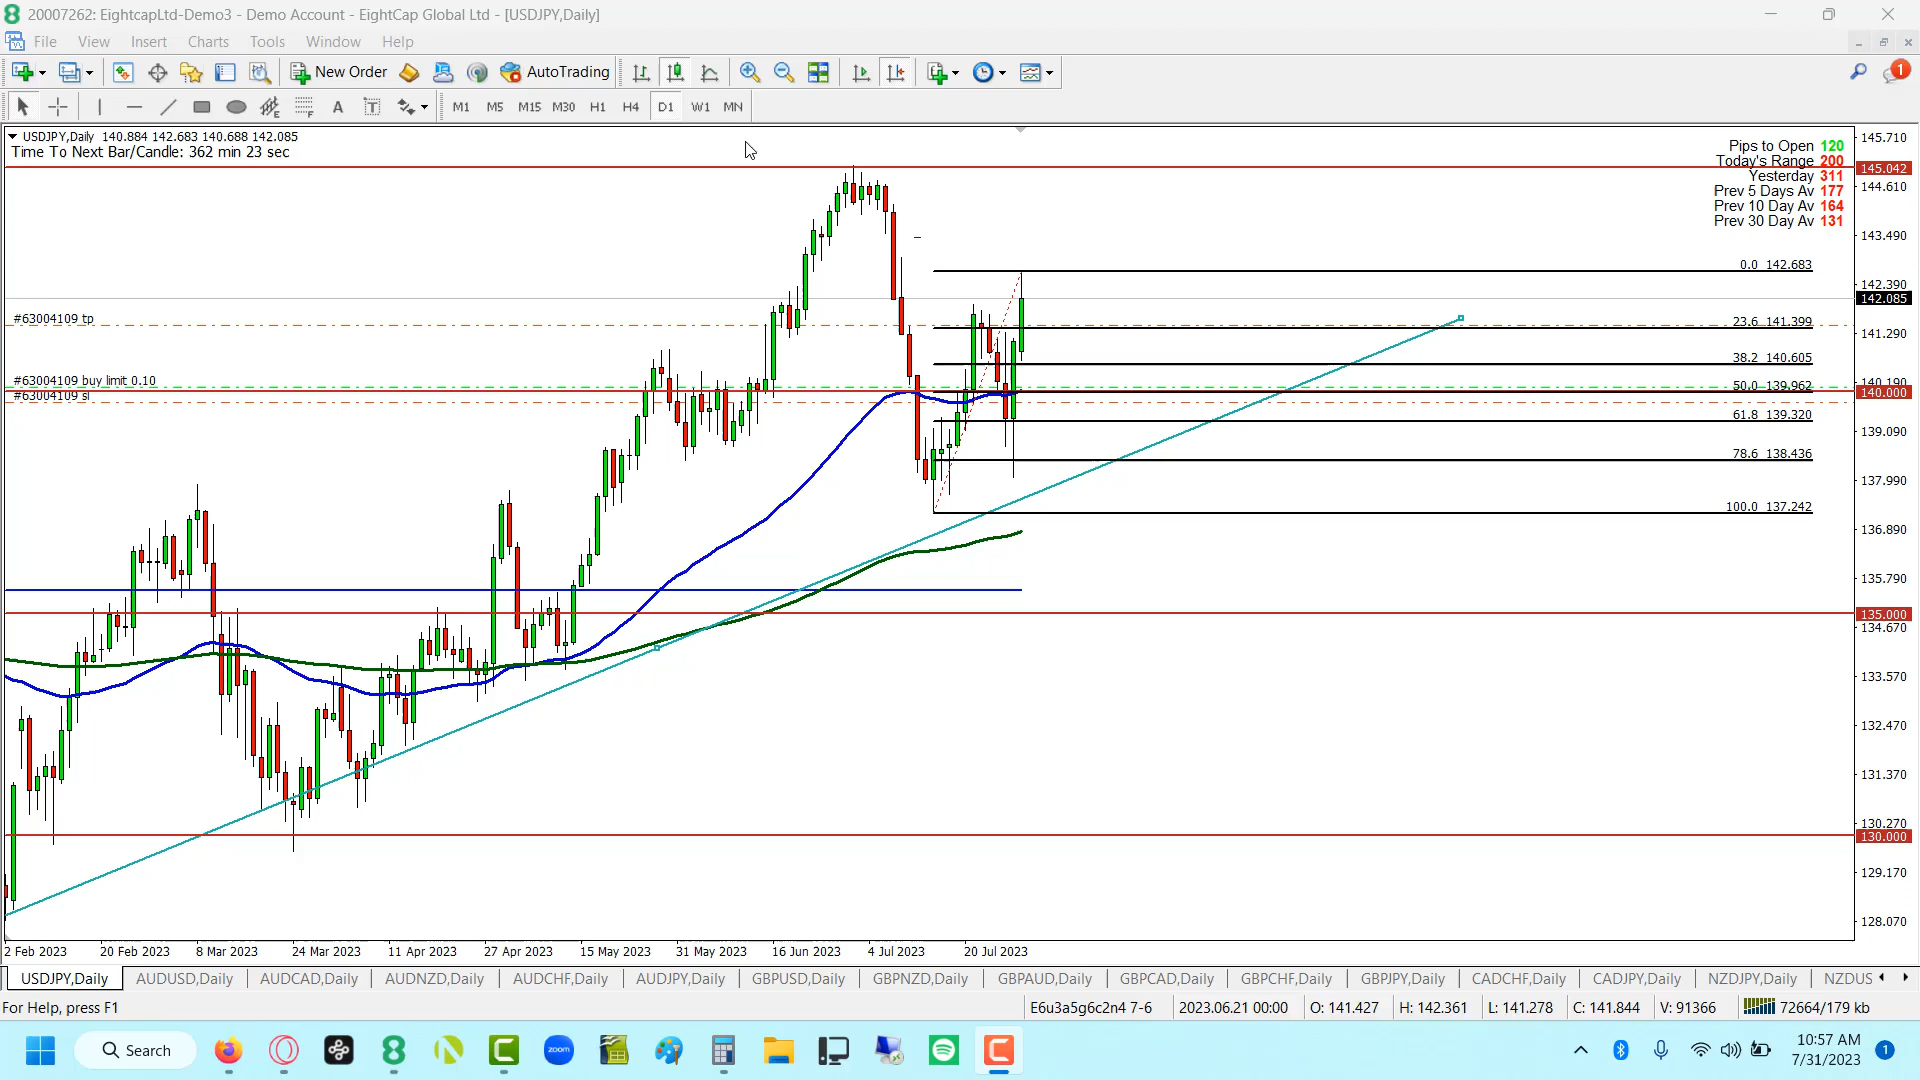 20007262: EightcapLtd-Demo3 - Demo Account - EightCap Global Ltd - [USDJPY,Daily]
File View Insert Charts Tools Window Help
New Order AutoTrading
1
A T E F
M1 M5 M15 M30 H1 H4 D1 W1 MN
USDJPY,Daily 140.884 142.683 140.688 142.085
Time To Next Bar/Candle: 362 min 23 sec
Pips to Open 120
Today's Range 200
Yesterday 311
Prev 5 Days Av 177
Prev 10 Day Av 164
Prev 30 Day Av 131
145.710
145.042
144.610
143.490
0.0 142.683
142.390
142.085
#63004109 tp
23.6 141.399
141.290
38.2 140.605
#63004109 buy limit 0.10
50.0 139.962
140.190
140.000
#63004109 sl
61.8 139.320
139.090
78.6 138.436
137.990
100.0 137.242
136.890
135.790
135.000
134.670
133.570
132.470
131.370
130.270
130.000
129.170
128.070
2 Feb 2023 20 Feb 2023 8 Mar 2023 24 Mar 2023 11 Apr 2023 27 Apr 2023 15 May 2023 31 May 2023 16 Jun 2023 4 Jul 2023 20 Jul 2023
USDJPY,Daily AUDUSD,Daily AUDCAD,Daily AUDNZD,Daily AUDCHF,Daily AUDJPY,Daily GBPUSD,Daily GBPNZD,Daily GBPAUD,Daily GBPCAD,Daily GBPCHF,Daily GBPJPY,Daily CADCHF,Daily CADJPY,Daily NZDJPY,Daily NZDUS
For Help, press F1
E6u3a5g6c2n4 7-6 2023.06.21 00:00 O: 141.427 H: 142.361 L: 141.278 C: 141.844 V: 91366 72664/179 kb
Search
zoom
10:57 AM
7/31/2023
1